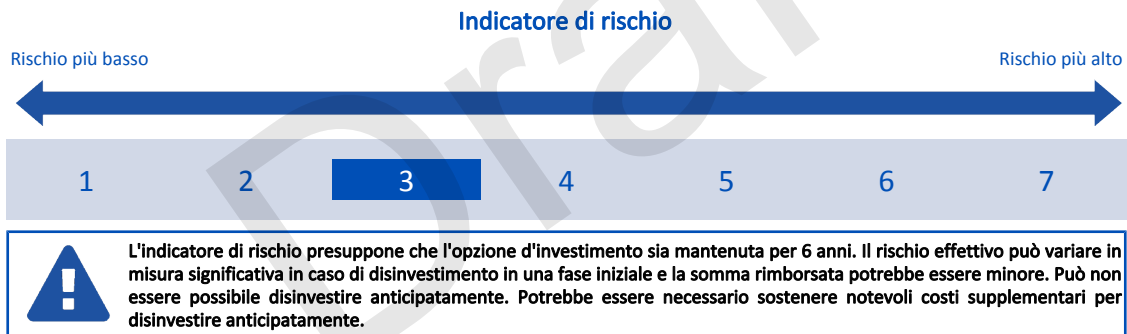 Indicatore di rischio
Rischio più basso
Rischio più alto
1 2 3 4 5 6 7
L'indicatore di rischio presuppone che l'opzione d'investimento sia mantenuta per 6 anni. Il rischio effettivo può variare in
misura significativa in caso di disinvestimento in una fase iniziale e la somma rimborsata potrebbe essere minore. Può non
essere possibile disinvestire anticipatamente. Potrebbe essere necessario sostenere notevoli costi supplementari per
disinvestire anticipatamente.
Dra